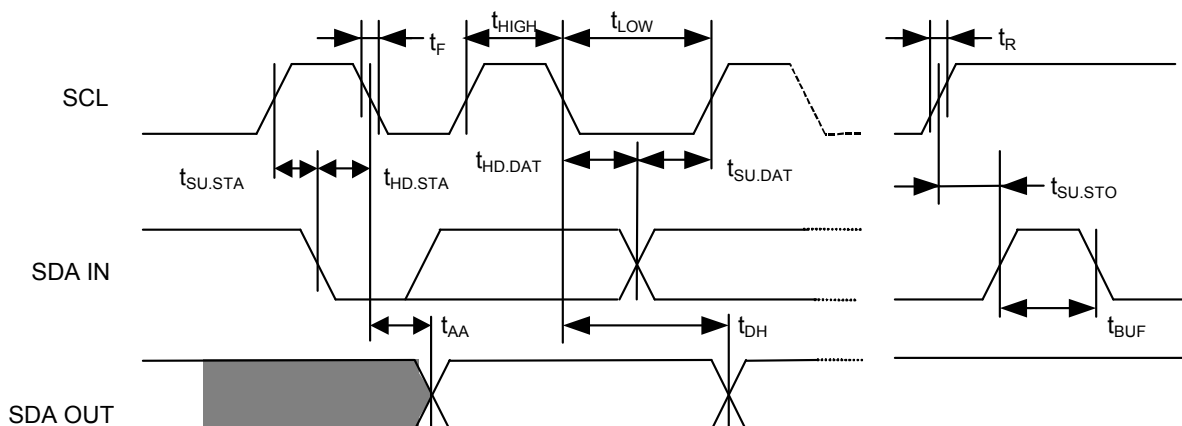 tHIGH tLOW
tF tR
SCL
tSU.STA tHD.STA tHD.DAT tSU.DAT tSU.STO
SDA IN
tAA tDH tBUF
SDA OUT